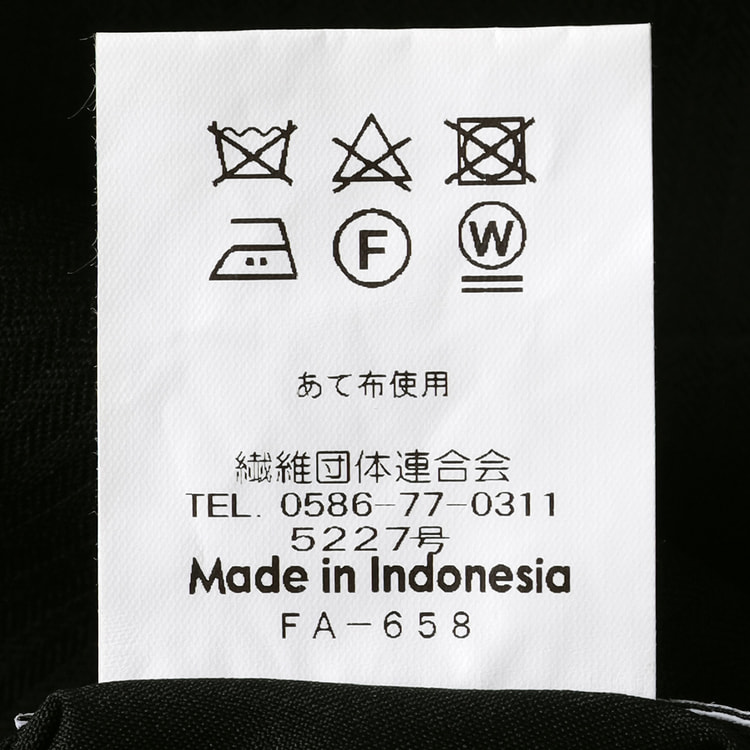 F W
あて布使用
繊維団体連合会
TEL. 0586-77-0311
5227号
Made in Indonesia
FA-658